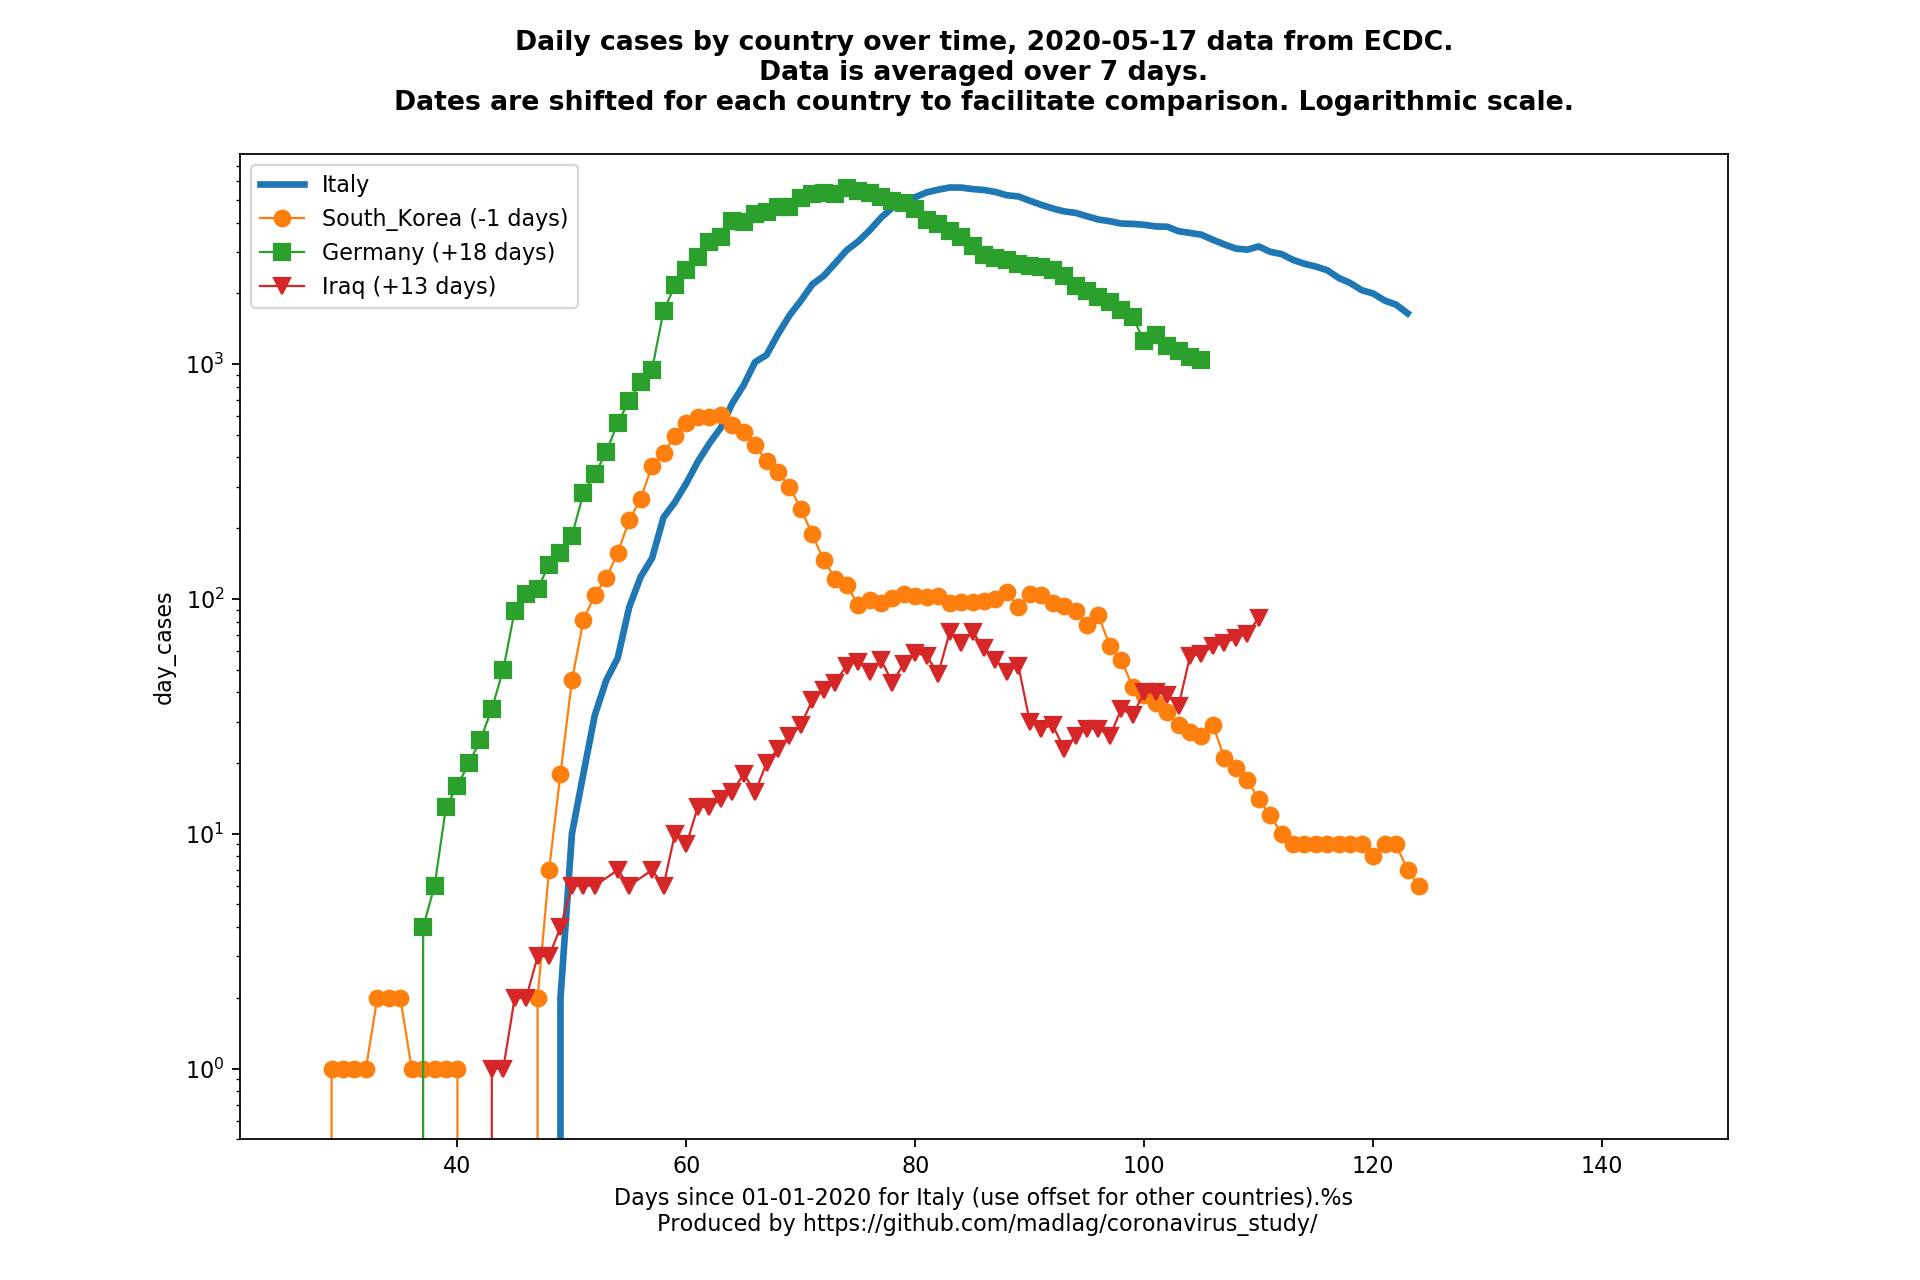 Daily cases by country over time, 2020-05-17 data from ECDC.
Data is averaged over 7 days.
Dates are shifted for each country to facilitate comparison. Logarithmic scale.
Italy
South_Korea (-1 days)
Germany (+18 days)
Iraq (+13 days)
10³
10²
10¹
10⁰
day_cases
40 60 80 100 120 140
Days since 01-01-2020 for Italy (use offset for other countries).%s
Produced by https://github.com/madlag/coronavirus_study/